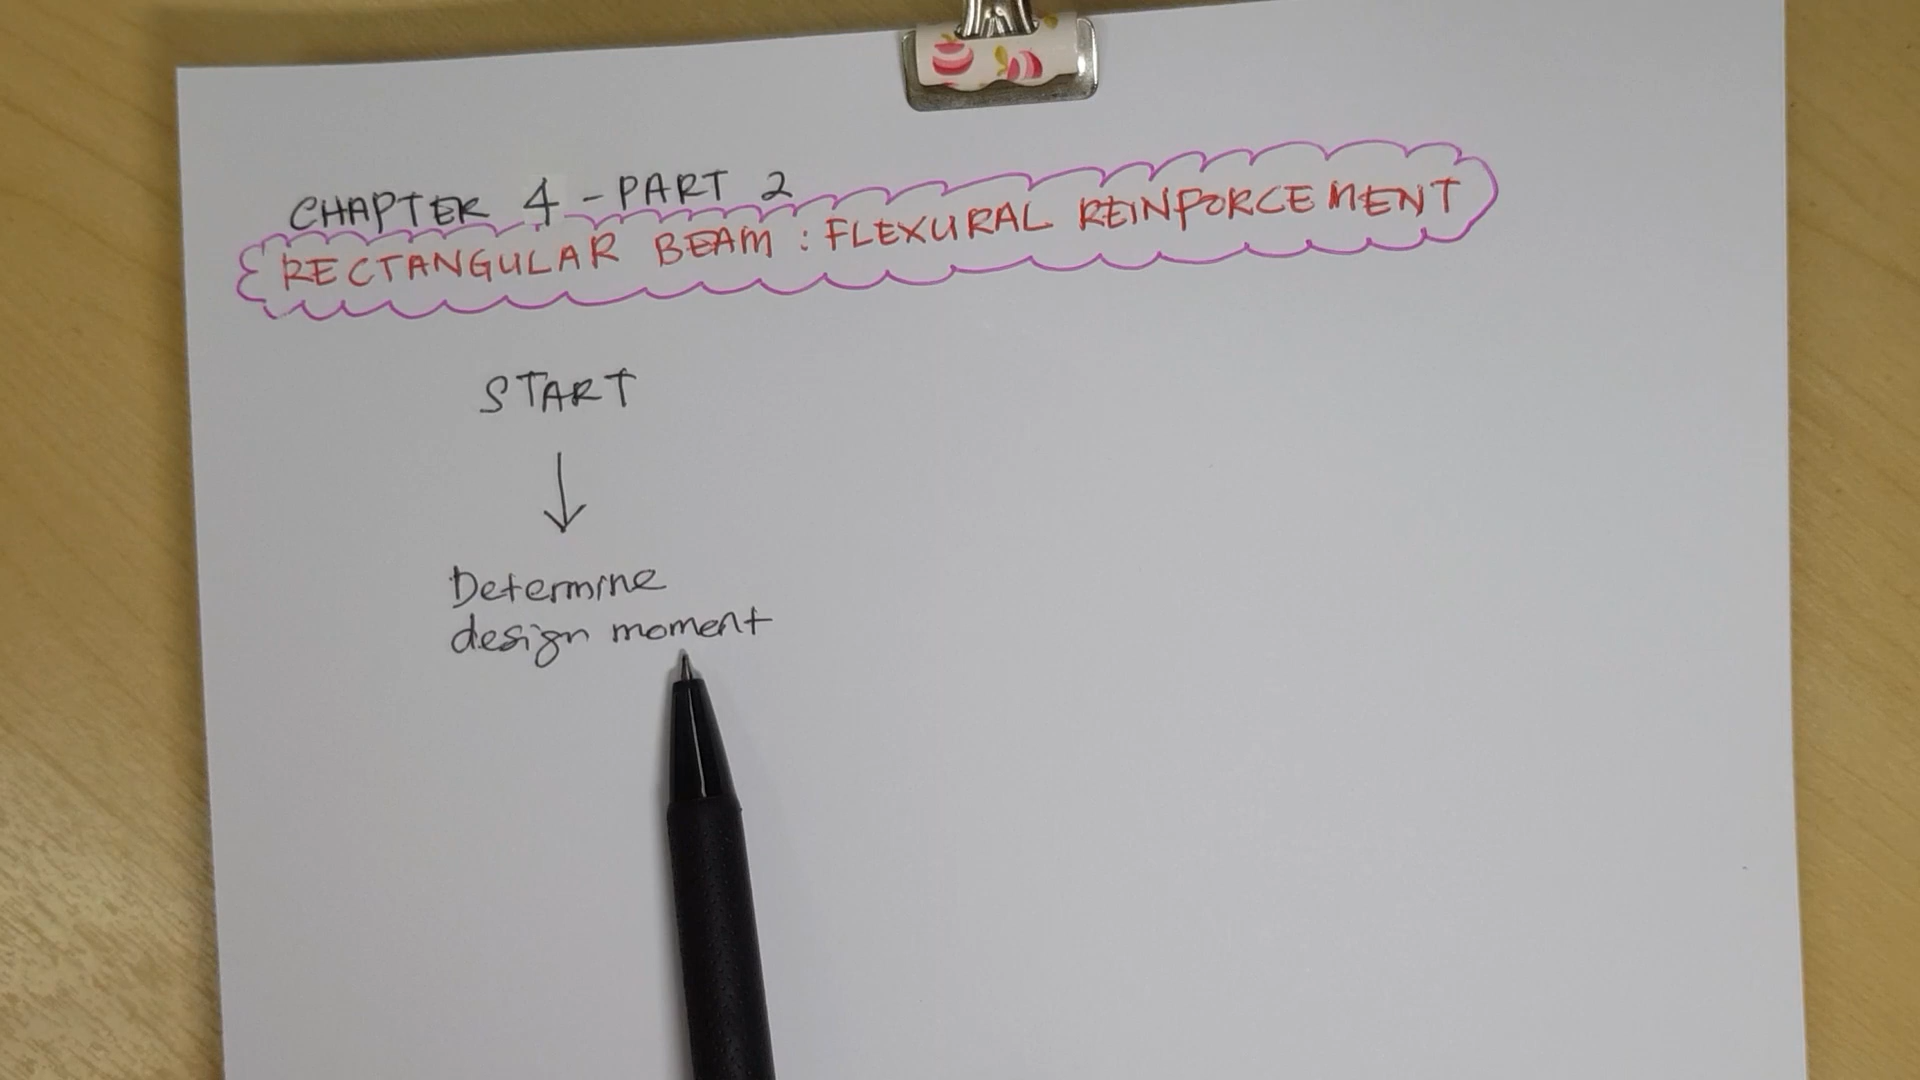 CHAPTER 4 - PART 2
RECTANGULAR BEAM : FLEXURAL REINFORCEMENT
START
Determine
design moment